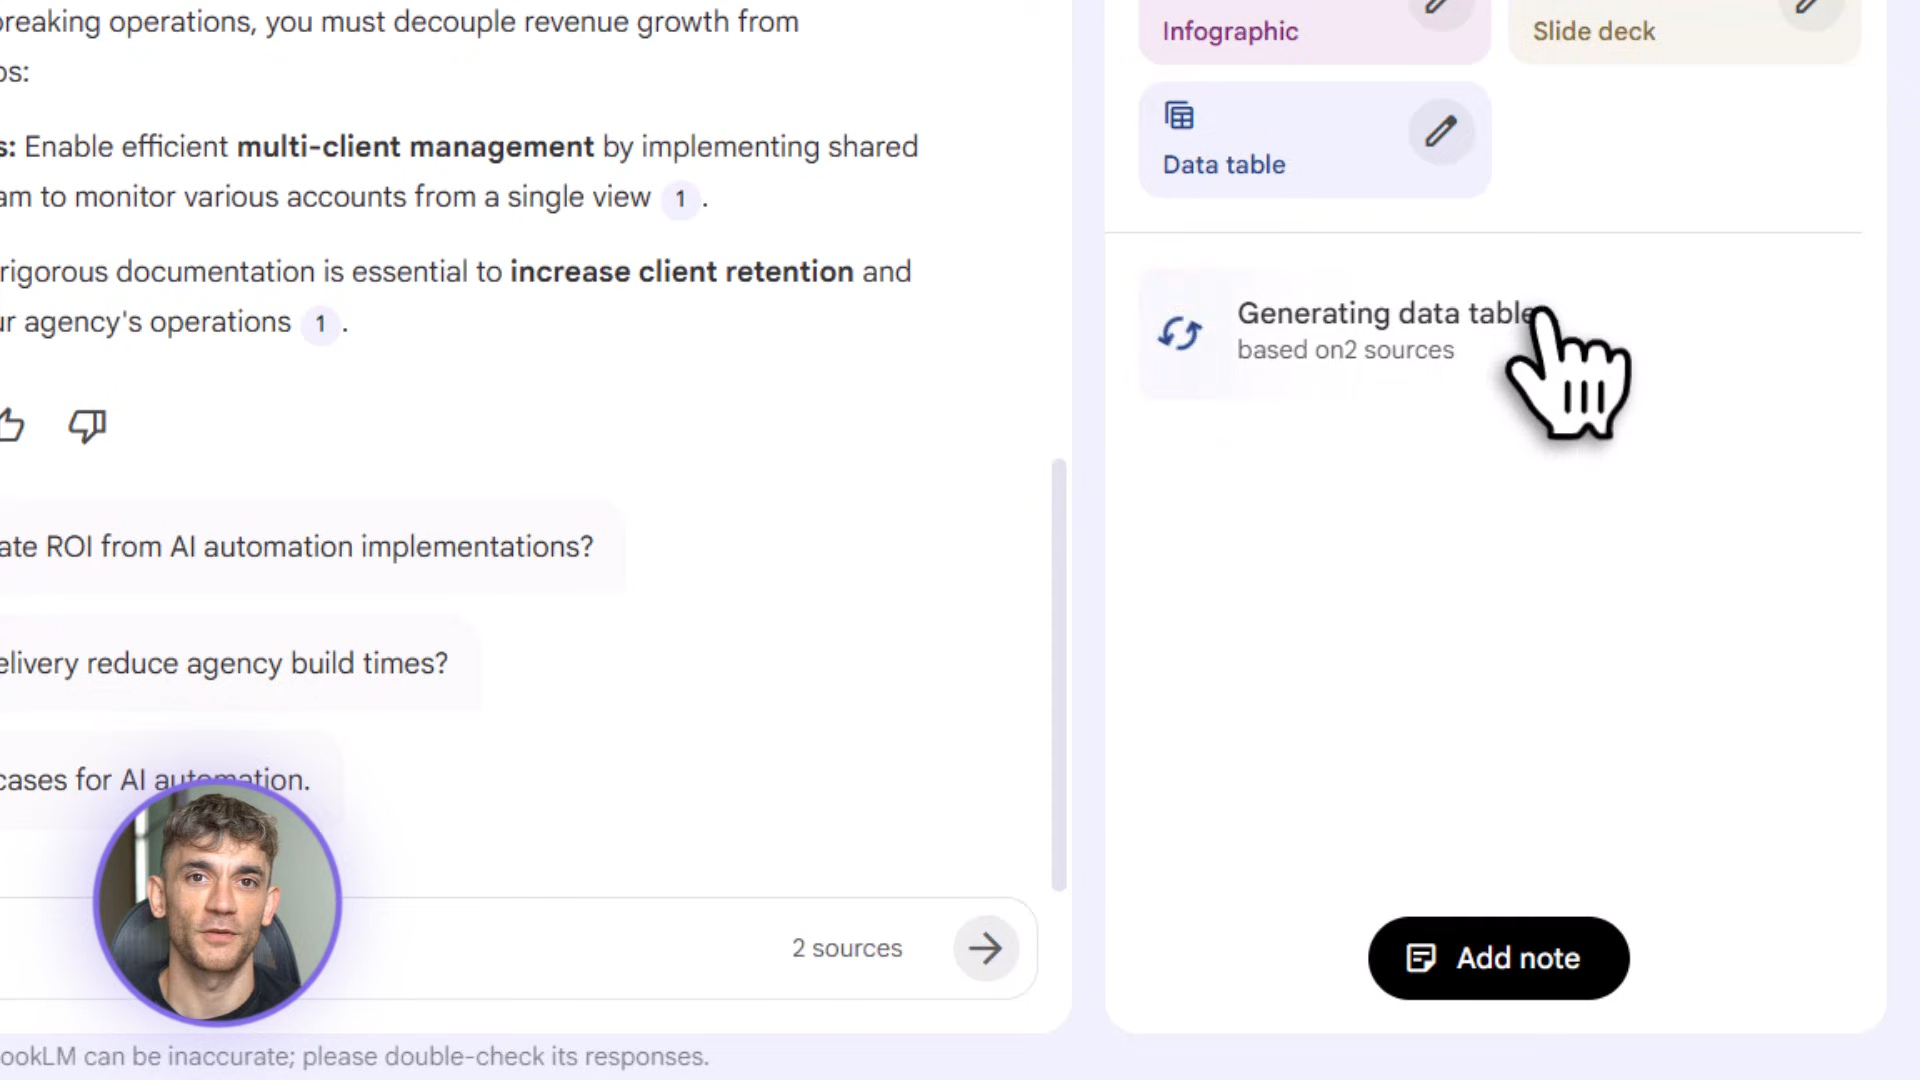 reaking operations, you must decouple revenue growth from
ps:
s: Enable efficient multi-client management by implementing shared
am to monitor various accounts from a single view 1 .
rigorous documentation is essential to increase client retention and
ur agency's operations 1 .
ate ROI from AI automation implementations?
elivery reduce agency build times?
cases for AI automation.
2 sources
ookLM can be inaccurate; please double-check its responses.
Infographic
Slide deck
Data table
Generating data table
based on2 sources
Add note